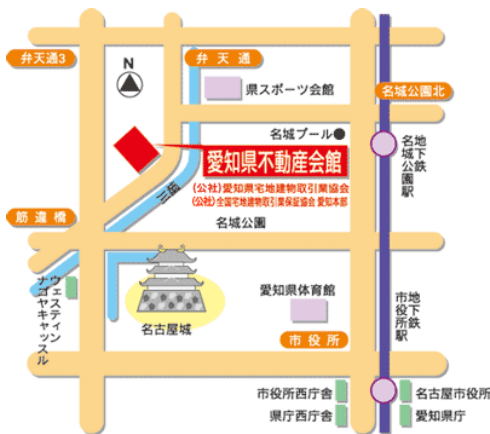 弁天通3
弁天通
N
県スポーツ会館
名城公園北
名城プール
地下鉄
名城公園駅
愛知県不動産会館
(公社)愛知県宅地建物取引業協会
(公社)全国宅地建物取引業保証協会 愛知本部
筋違橋
名城公園
ウェスティン
ナゴヤキャッスル
名古屋城
愛知県体育館
地下鉄
市役所駅
市役所
市役所西庁舎
県庁西庁舎
名古屋市役所
愛知県庁